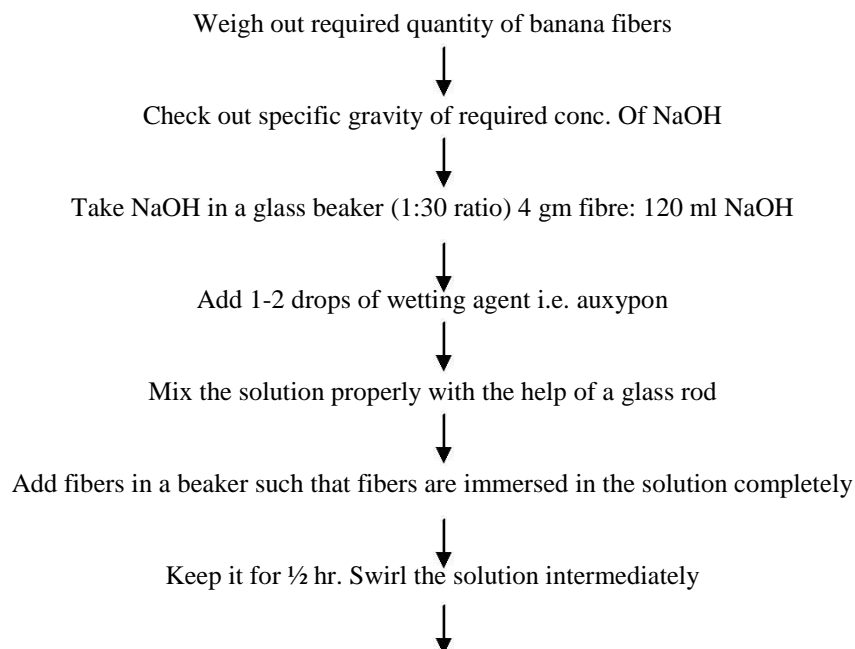 Weigh out required quantity of banana fibers
Check out specific gravity of required conc. Of NaOH
Take NaOH in a glass beaker (1:30 ratio) 4 gm fibre: 120 ml NaOH
Add 1-2 drops of wetting agent i.e. auxypon
Mix the solution properly with the help of a glass rod
Add fibers in a beaker such that fibers are immersed in the solution completely
Keep it for ½ hr. Swirl the solution intermediately